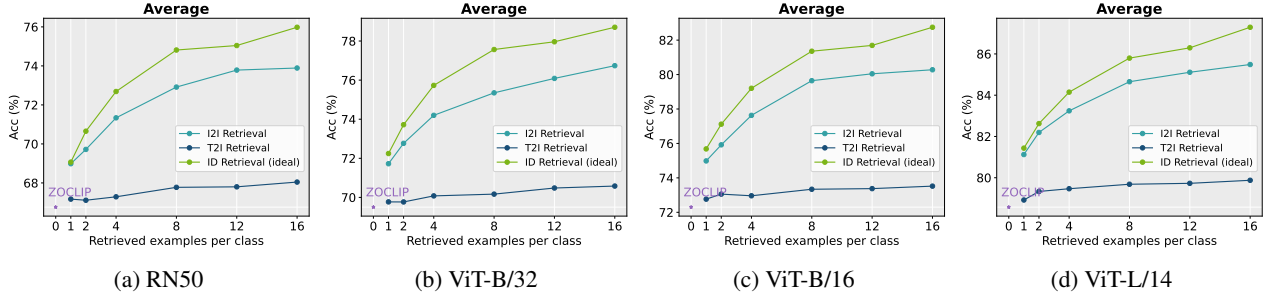 Average
76
74
72
70
68
Acc (%)
I2I Retrieval
T2I Retrieval
ID Retrieval (ideal)
ZOCLIP
0 1 2 4 8 12 16
Retrieved examples per class
(a) RN50
Average
78
76
74
72
70
Acc (%)
I2I Retrieval
T2I Retrieval
ID Retrieval (ideal)
ZOCLIP
0 1 2 4 8 12 16
Retrieved examples per class
(b) ViT-B/32
Average
82
80
78
76
74
72
Acc (%)
I2I Retrieval
T2I Retrieval
ID Retrieval (ideal)
ZOCLIP
0 1 2 4 8 12 16
Retrieved examples per class
(c) ViT-B/16
Average
86
84
82
80
Acc (%)
I2I Retrieval
T2I Retrieval
ID Retrieval (ideal)
ZOCLIP
0 1 2 4 8 12 16
Retrieved examples per class
(d) ViT-L/14